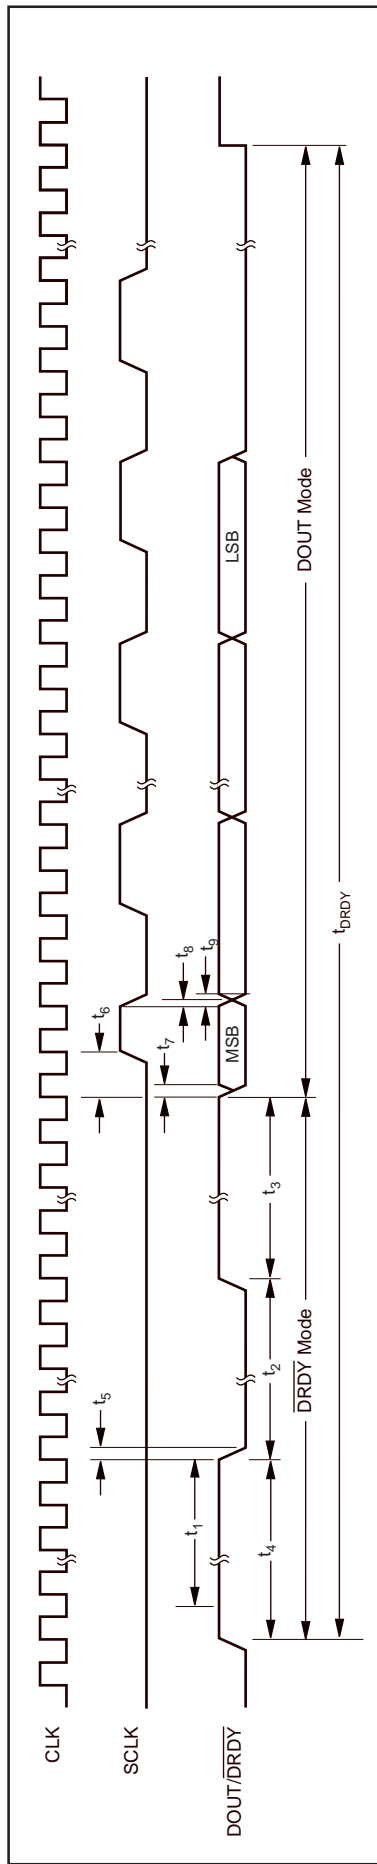 CLK
SCLK
DOUT/DRDY
t5
t6
t7
t8
t9
t1
MSB
LSB
t4
t2
t3
DRDY Mode
DOUT Mode
tDRDY